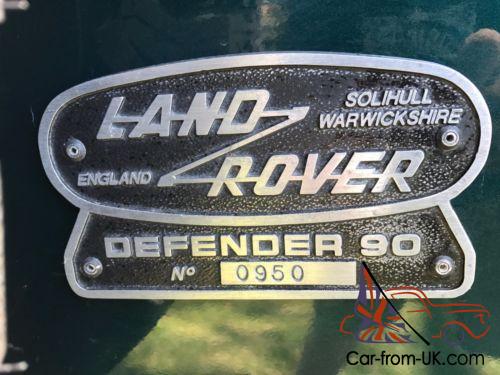 LAND
ROVER
SOLIHULL
WARWICKSHIRE
ENGLAND
DEFENDER 90
No 0950
Car-from-UK.com